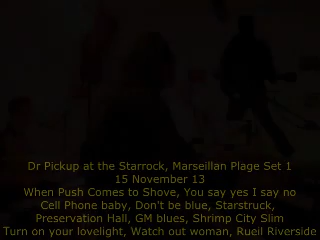 Dr Pickup at the Starrock, Marseillan Plage Set 1
15 November 13
When Push Comes to Shove, You say yes I say no
Cell Phone baby, Don't be blue, Starstruck,
Preservation Hall, GM blues, Shrimp City Slim
Turn on your lovelight, Watch out woman, Rueil Riverside